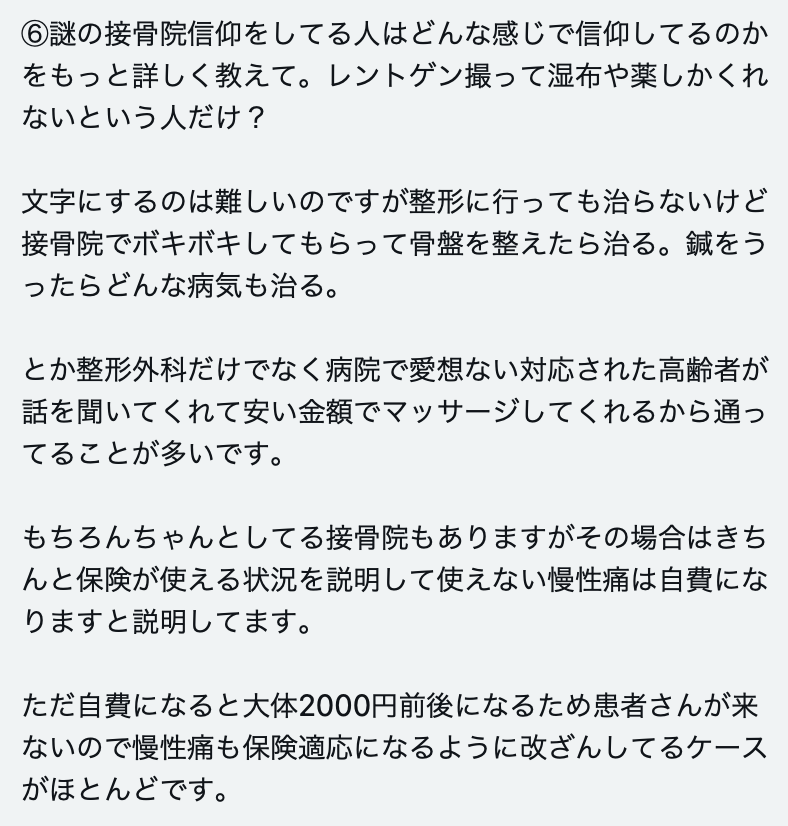 ⑥謎の接骨院信仰をしてる人はどんな感じで信仰してるのか
をもっと詳しく教えて。レントゲン撮って湿布や薬しかくれ
ないという人だけ？
文字にするのは難しいのですが整形に行っても治らないけど
接骨院でボキボキしてもらって骨盤を整えたら治る。鍼をう
ったらどんな病気も治る。
とか整形外科だけでなく病院で愛想ない対応された高齢者が
話を聞いてくれて安い金額でマッサージしてくれるから通っ
てることが多いです。
もちろんちゃんとしてる接骨院もありますがその場合はきち
んと保険が使える状況を説明して使えない慢性痛は自費にな
りますと説明してます。
ただ自費になると大体2000円前後になるため患者さんが来
ないので慢性痛も保険適応になるように改ざんしてるケース
がほとんどです。